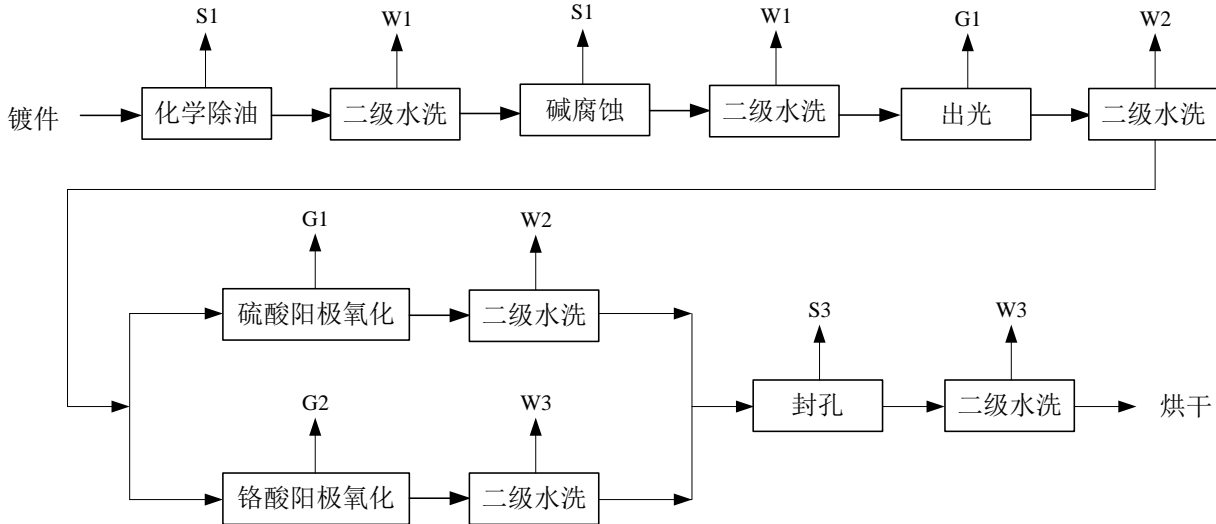 S1 W1 S1 W1 G1 W2
镀件 化学除油 二级水洗 碱腐蚀 二级水洗 出光 二级水洗
G1 W2
硫酸阳极氧化 二级水洗
S3 W3
G2 W3
封孔 二级水洗 烘干
铬酸阳极氧化 二级水洗